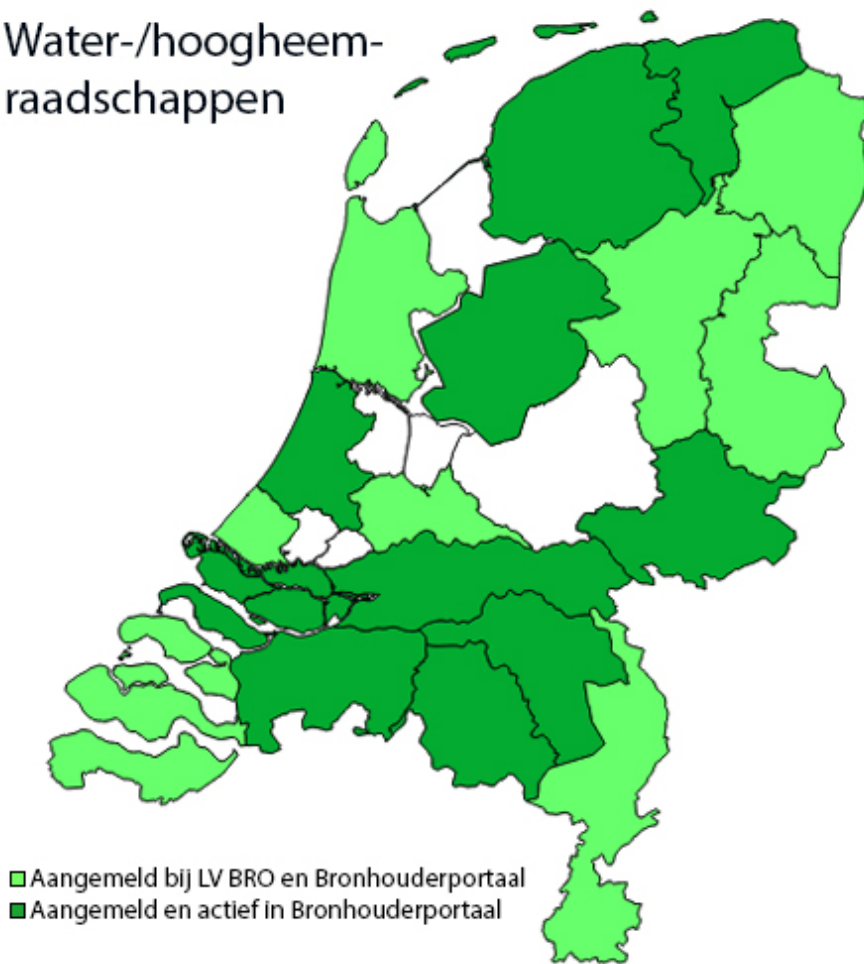 Water-/hoogheem-
raadschappen
Aangemeld bij LV BRO en Bronhouderportaal
Aangemeld en actief in Bronhouderportaal